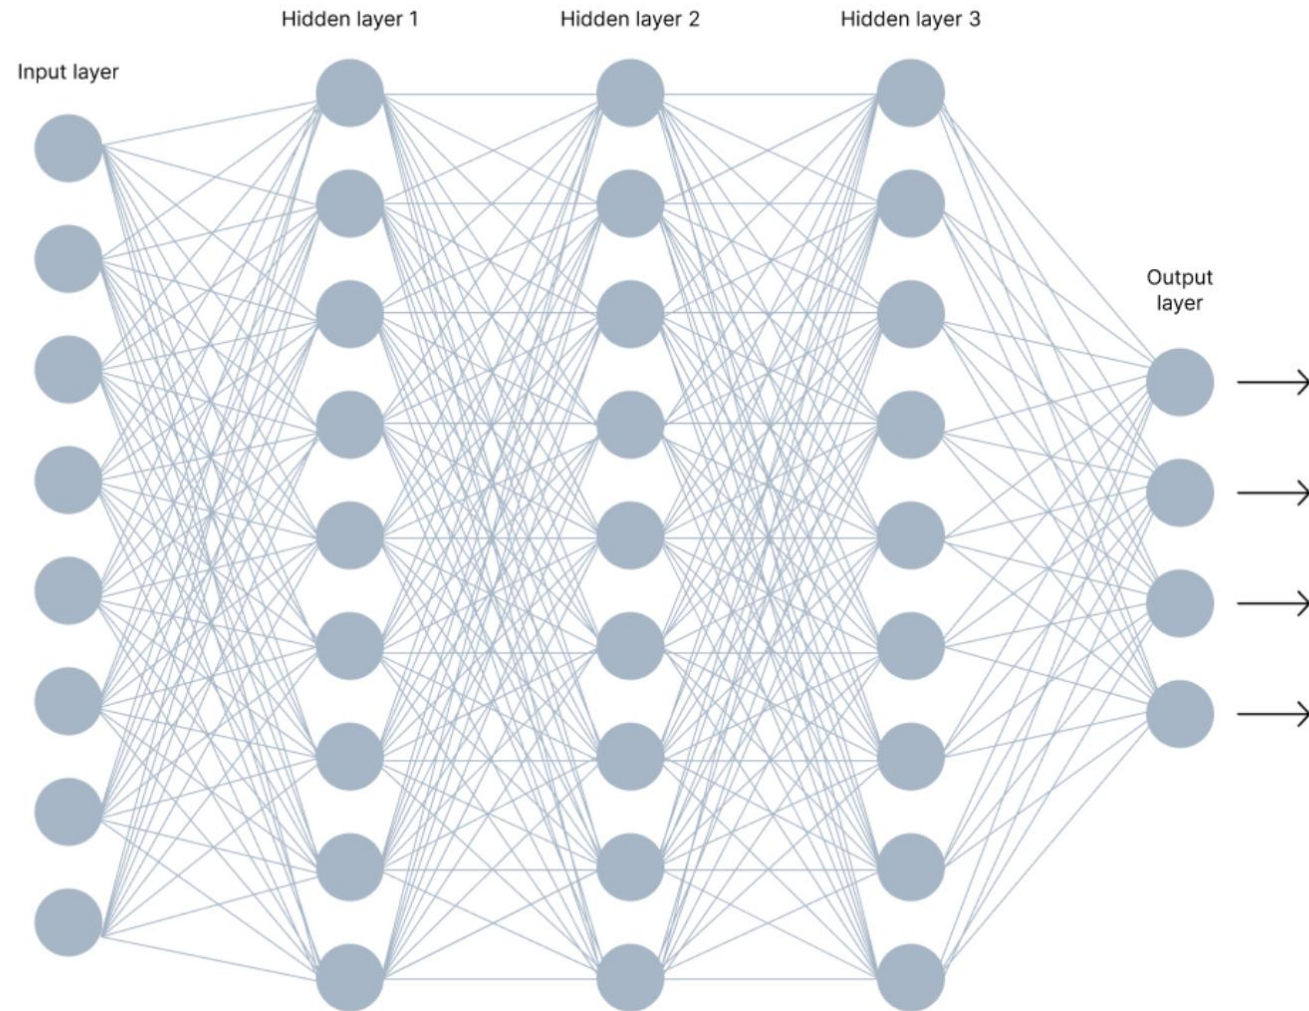 Hidden layer 1
Hidden layer 2
Hidden layer 3
Input layer
Output
layer